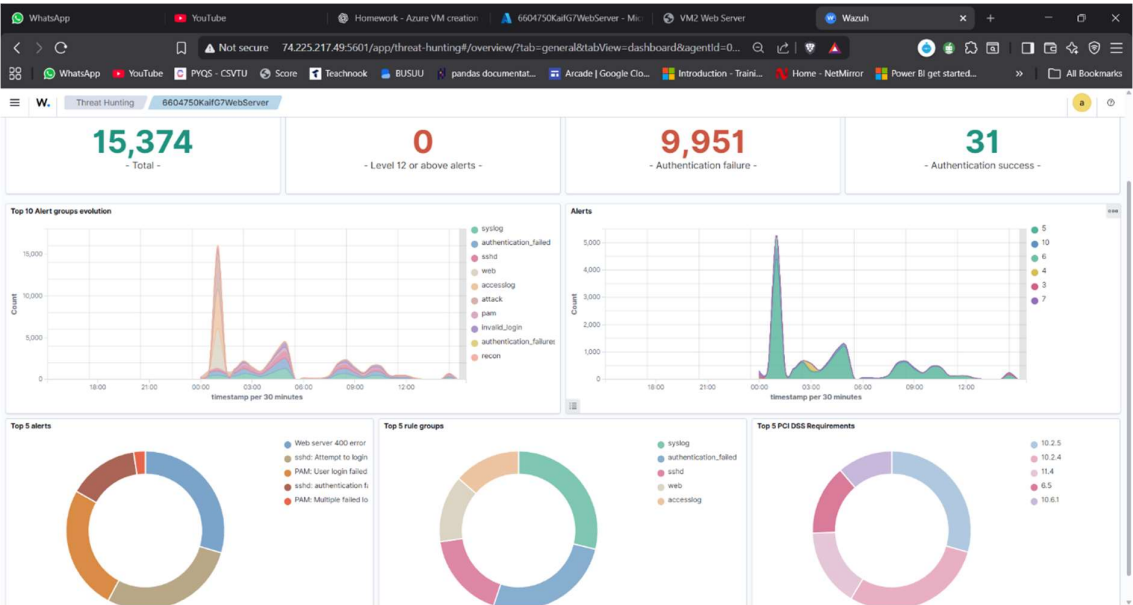 WhatsApp YouTube Homework - Azure VM creation 6604750KaifG7WebServer - Mic VM2 Web Server Wazuh
Not secure 74.225.217.49:5601/app/threat-hunting#/overview/?tab=general&tabView=dashboard&agentId=0...
WhatsApp YouTube PYQS - CSVTU Score Teachnook BUSUU pandas documentat... Arcade | Google Clo... Introduction - Traini... Home - NetMirror Power BI get started... » All Bookmarks
W. Threat Hunting 6604750KaifG7WebServer a
15,374
- Total -
0
- Level 12 or above alerts -
9,951
- Authentication failure -
31
- Authentication success -
Top 10 Alert groups evolution
Count
15,000
10,000
5,000
0
18:00 21:00 00:00 03:00 06:00 09:00 12:00
timestamp per 30 minutes
syslog
authentication_failed
sshd
web
accesslog
attack
pam
invalid_login
authentication_failures
recon
Alerts
Count
5,000
4,000
3,000
2,000
1,000
0
18:00 21:00 00:00 03:00 06:00 09:00 12:00
timestamp per 30 minutes
5
10
6
4
3
7
Top 5 alerts
Web server 400 error
sshd: Attempt to login
PAM: User login failed
sshd: authentication fa
PAM: Multiple failed lo
Top 5 rule groups
syslog
authentication_failed
sshd
web
accesslog
Top 5 PCI DSS Requirements
10.2.5
10.2.4
11.4
6.5
10.6.1